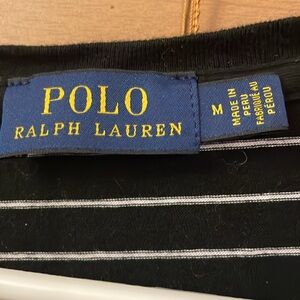 POLO
RALPH LAUREN
M
MADE IN
PERU
FABRIQUÉ AU
PÉROU